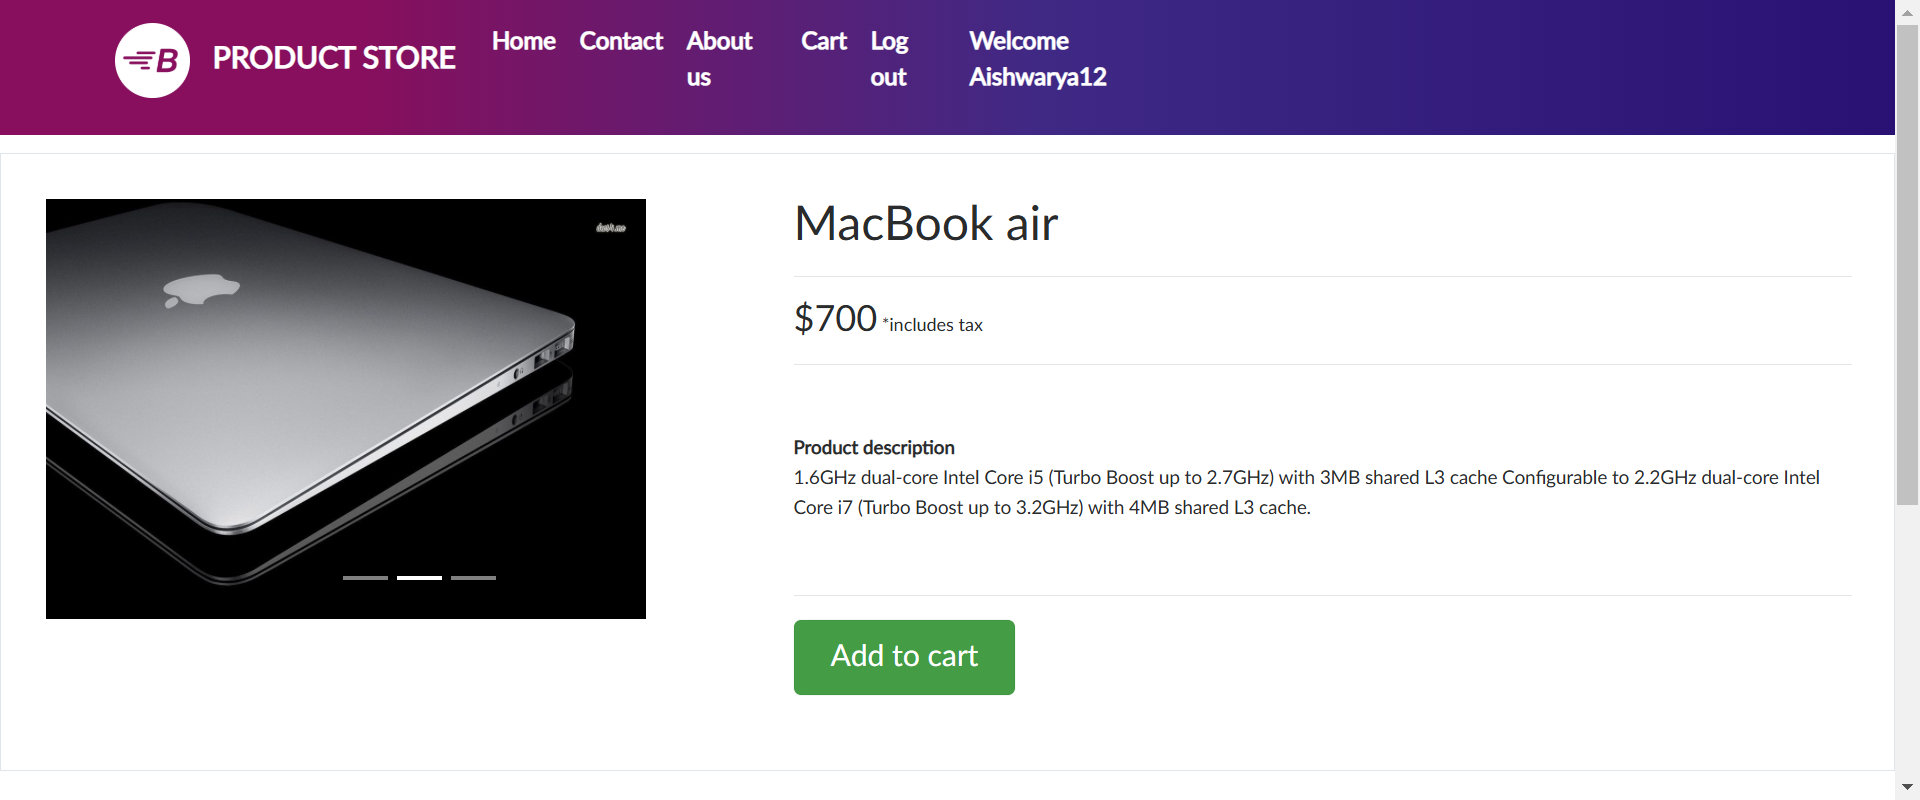 B PRODUCT STORE Home Contact About us Cart Log out Welcome Aishwarya12
MacBook air
$700 *includes tax
Product description
1.6GHz dual-core Intel Core i5 (Turbo Boost up to 2.7GHz) with 3MB shared L3 cache Configurable to 2.2GHz dual-core Intel
Core i7 (Turbo Boost up to 3.2GHz) with 4MB shared L3 cache.
Add to cart